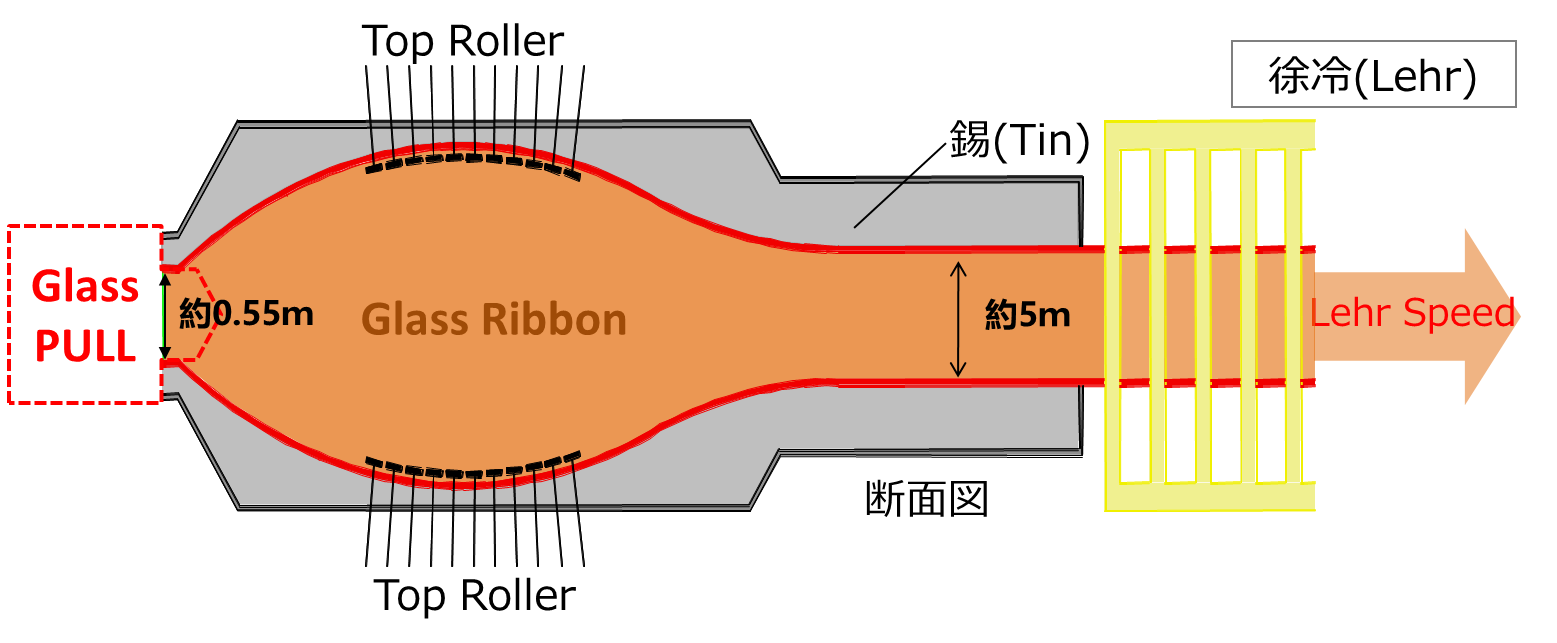 Top Roller
徐冷(Lehr)
錫(Tin)
Glass
PULL
約0.55m
Glass Ribbon
約5m
Lehr Speed
断面図
Top Roller